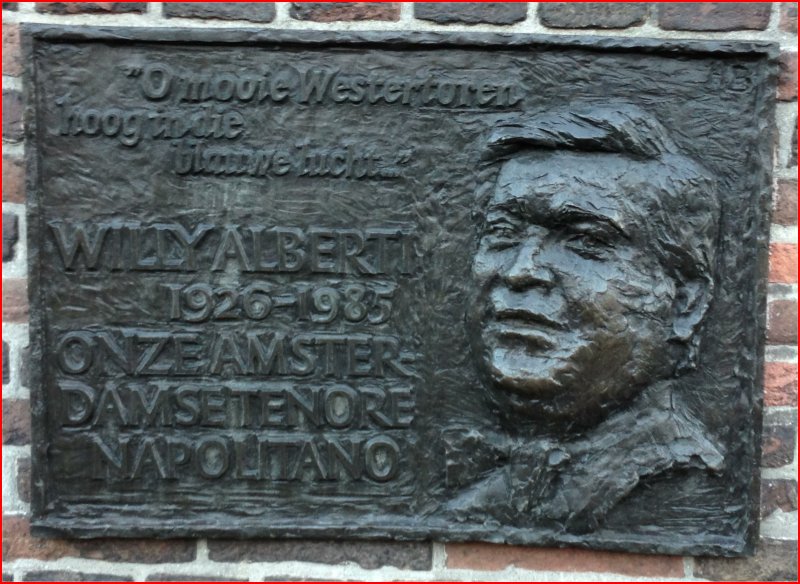 "O mooie Westertoren
hoog in die
blauwe lucht..."
WILLY ALBERTI
1926-1985
ONZE AMSTER-
DAMSE TENORE
NAPOLITANO